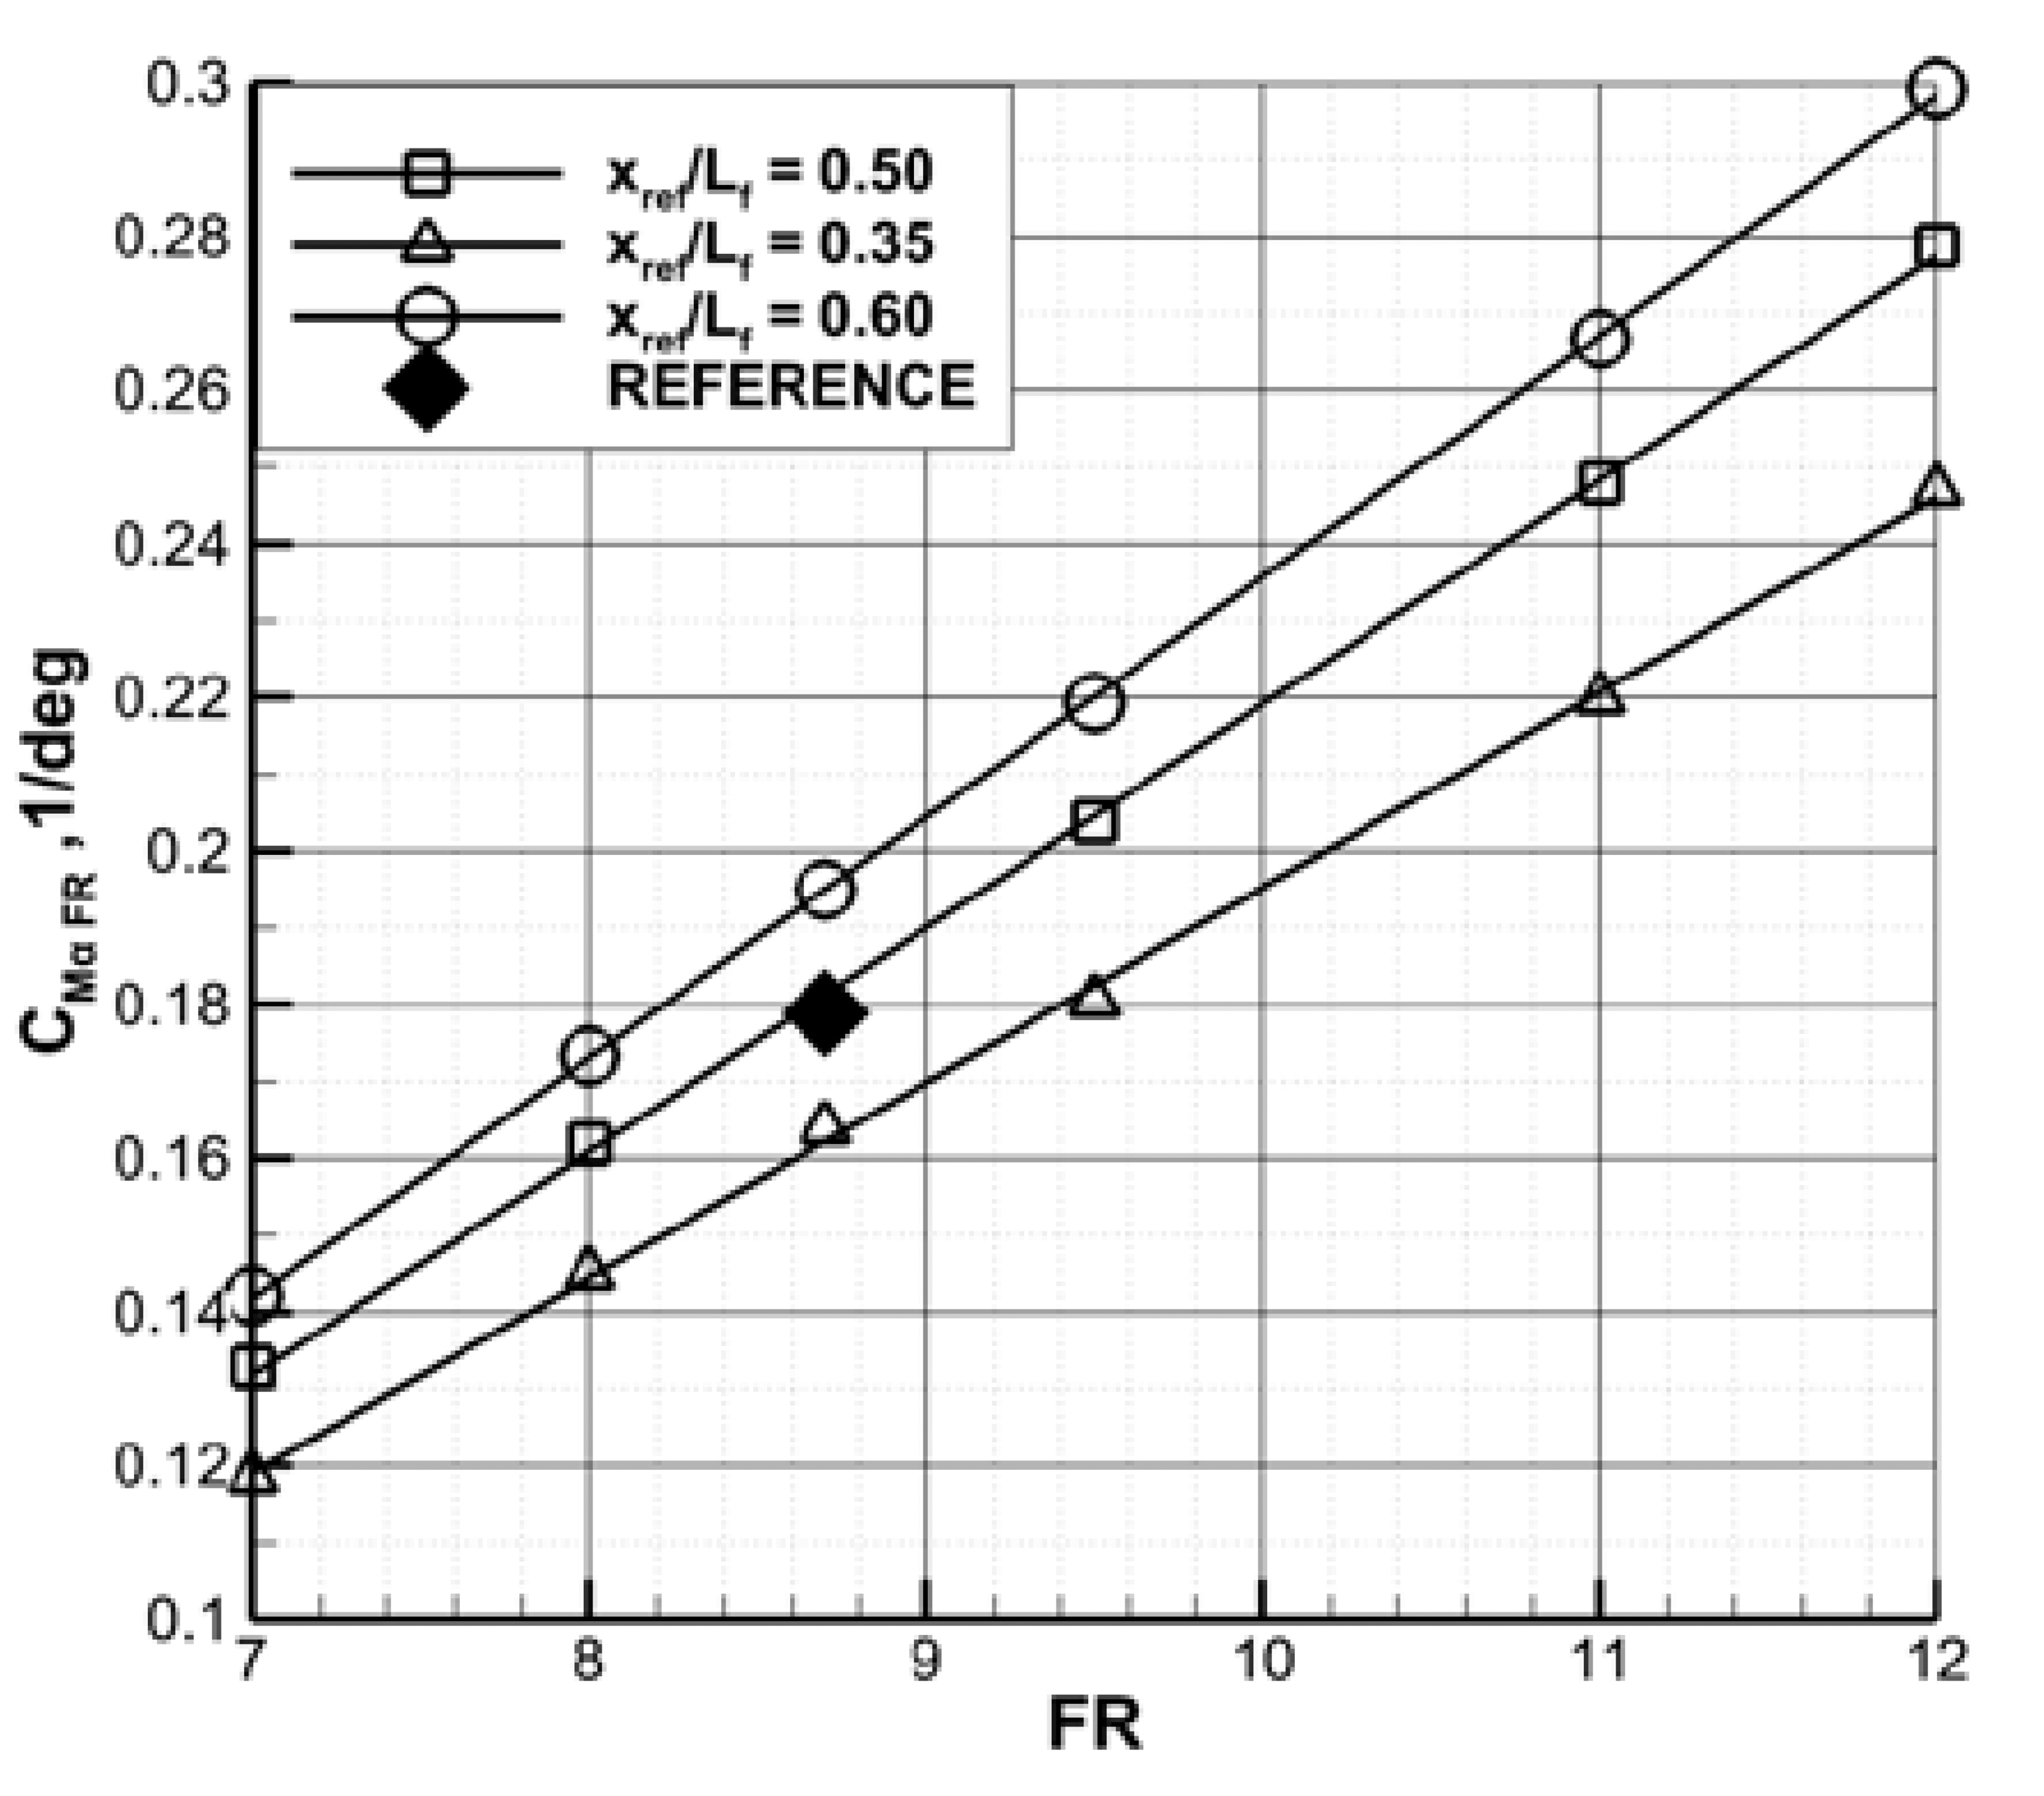 0.3
0.28
0.26
0.24
0.22
0.2
0.18
0.16
0.14
0.12
0.1
C_Mα FR , 1/deg
x_ref/L_f = 0.50
x_ref/L_f = 0.35
x_ref/L_f = 0.60
REFERENCE
7 8 9 10 11 12
FR